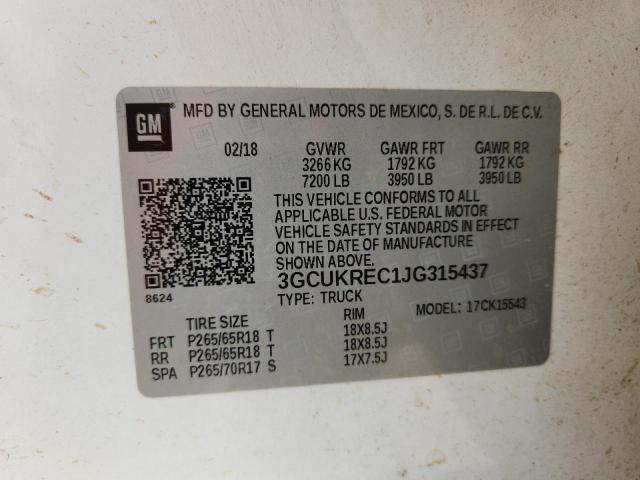 GM
MFD BY GENERAL MOTORS DE MEXICO, S. DE R.L. DE C.V.
02/18 GVWR GAWR FRT GAWR RR
3266 KG 1792 KG 1792 KG
7200 LB 3950 LB 3950 LB
THIS VEHICLE CONFORMS TO ALL
APPLICABLE U.S. FEDERAL MOTOR
VEHICLE SAFETY STANDARDS IN EFFECT
ON THE DATE OF MANUFACTURE
SHOWN ABOVE.
3GCUKREC1JG315437
8624 TYPE: TRUCK MODEL: 17CK15543
TIRE SIZE RIM
FRT P265/65R18 T 18X8.5J
RR P265/65R18 T 18X8.5J
SPA P265/70R17 S 17X7.5J